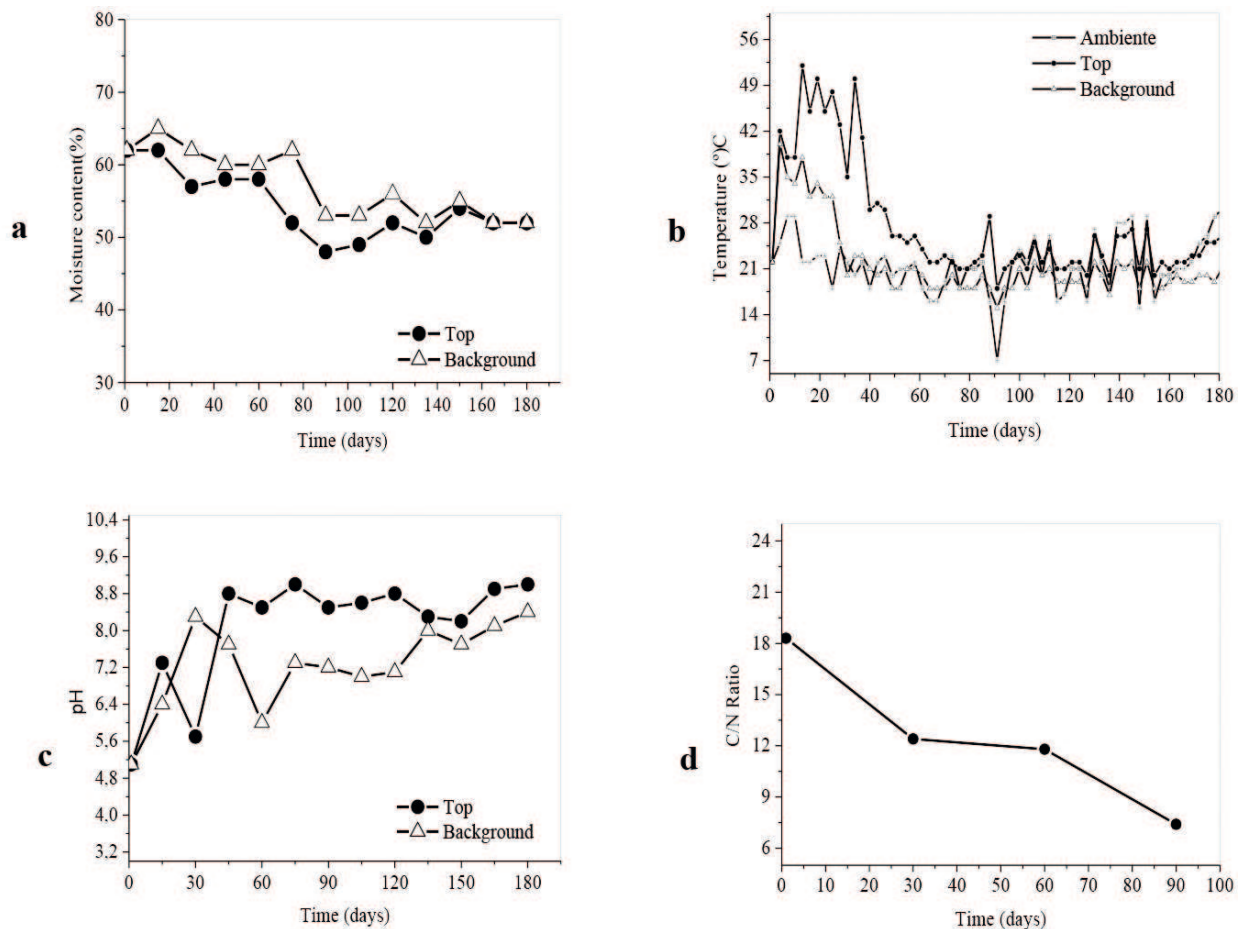 80
70
60
50
40
30
Moisture content(%)
Top
Background
0 20 40 60 80 100 120 140 160 180
Time (days)
a
56
49
42
35
28
21
14
7
Temperature (°)C
Ambiente
Top
Background
0 20 40 60 80 100 120 140 160 180
Time (days)
b
10,4
9,6
8,8
8,0
7,2
6,4
5,6
4,8
4,0
3,2
pH
Top
Background
0 30 60 90 120 150 180
Time (days)
c
24
21
18
15
12
9
6
C/N Ratio
0 10 20 30 40 50 60 70 80 90 100
Time (days)
d